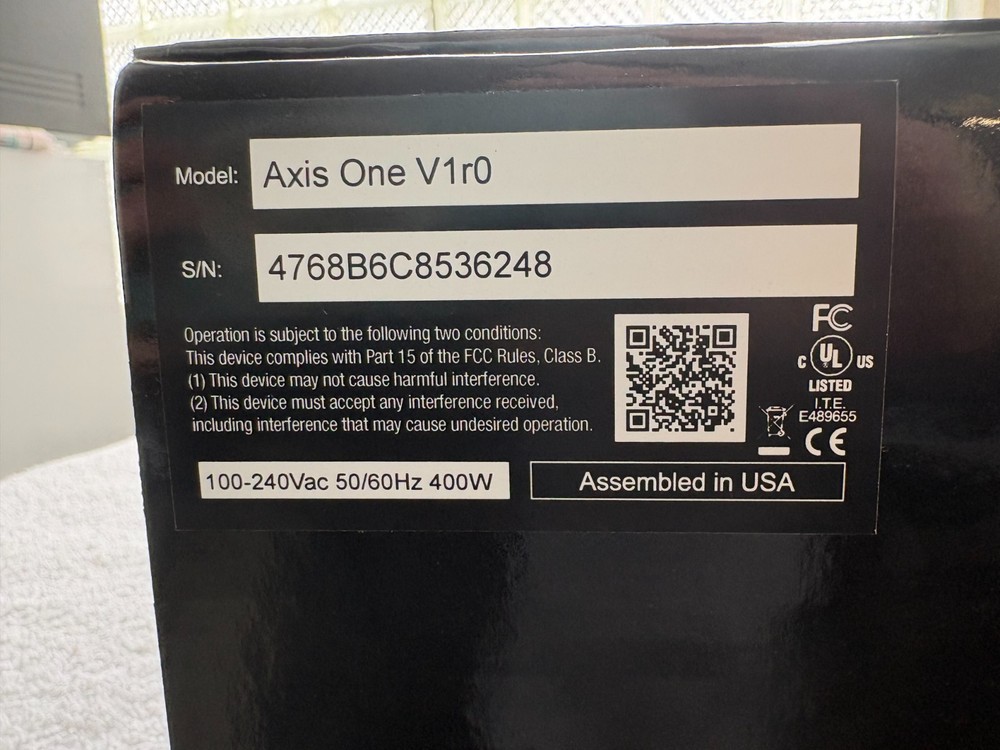 Model: Axis One V1r0
S/N: 4768B6C8536248
Operation is subject to the following two conditions:
This device complies with Part 15 of the FCC Rules, Class B.
(1) This device may not cause harmful interference.
(2) This device must accept any interference received,
including interference that may cause undesired operation.
FC
C UL US
LISTED
I.T.E.
E489655
CE
100-240Vac 50/60Hz 400W
Assembled in USA